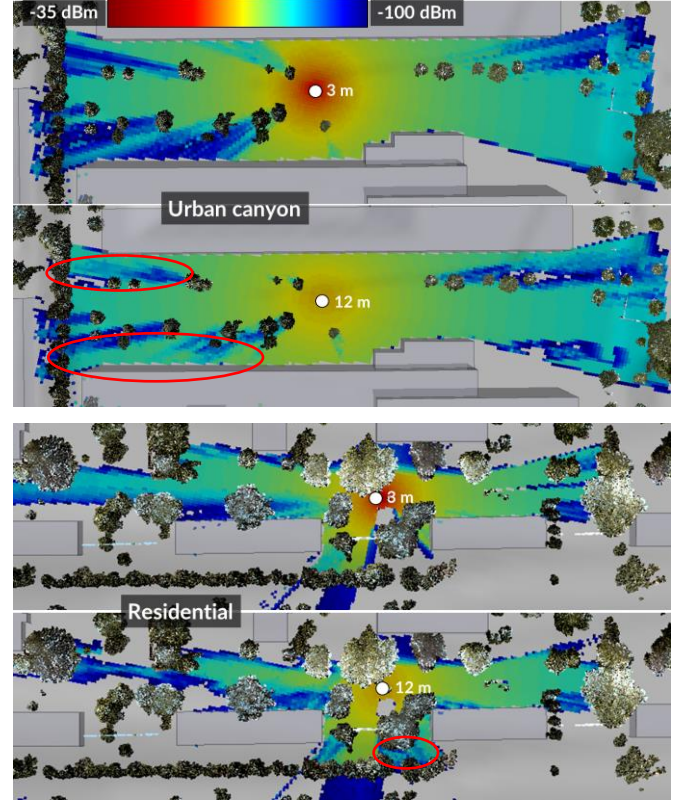 -35 dBm
-100 dBm
3 m
Urban canyon
12 m
3 m
Residential
12 m